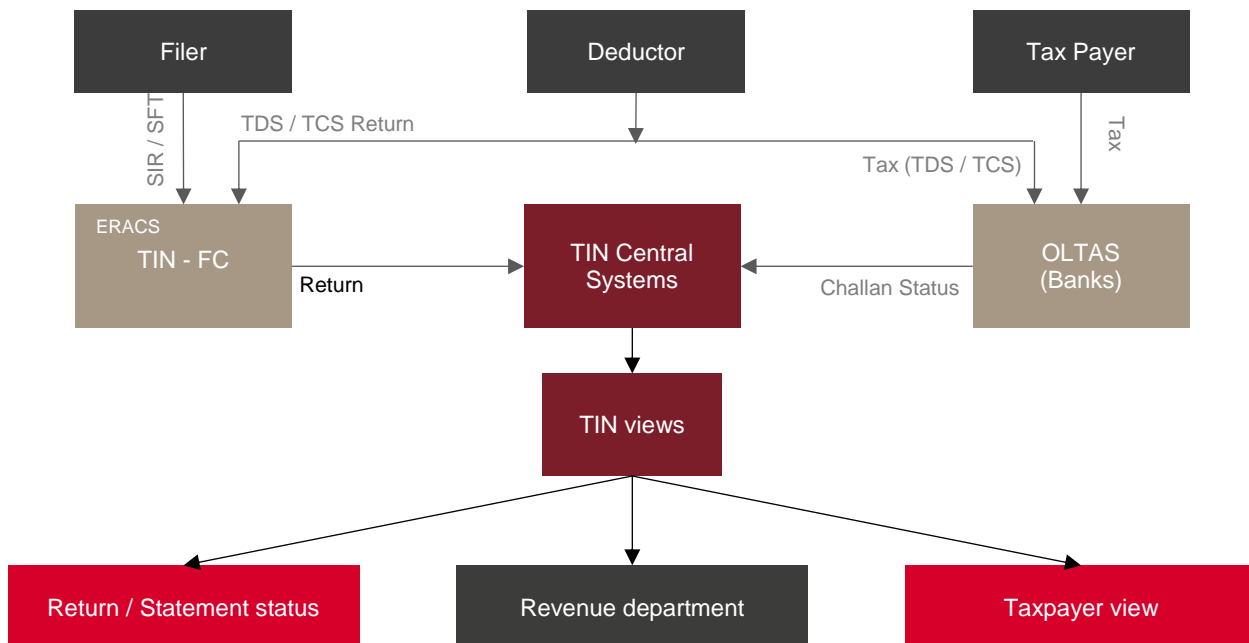 Filer
Deductor
Tax Payer
SIR / SFT
TDS / TCS Return
Tax (TDS / TCS)
Tax
ERACS
TIN - FC
Return
TIN Central
Systems
Challan Status
OLTAS
(Banks)
TIN views
Return / Statement status
Revenue department
Taxpayer view